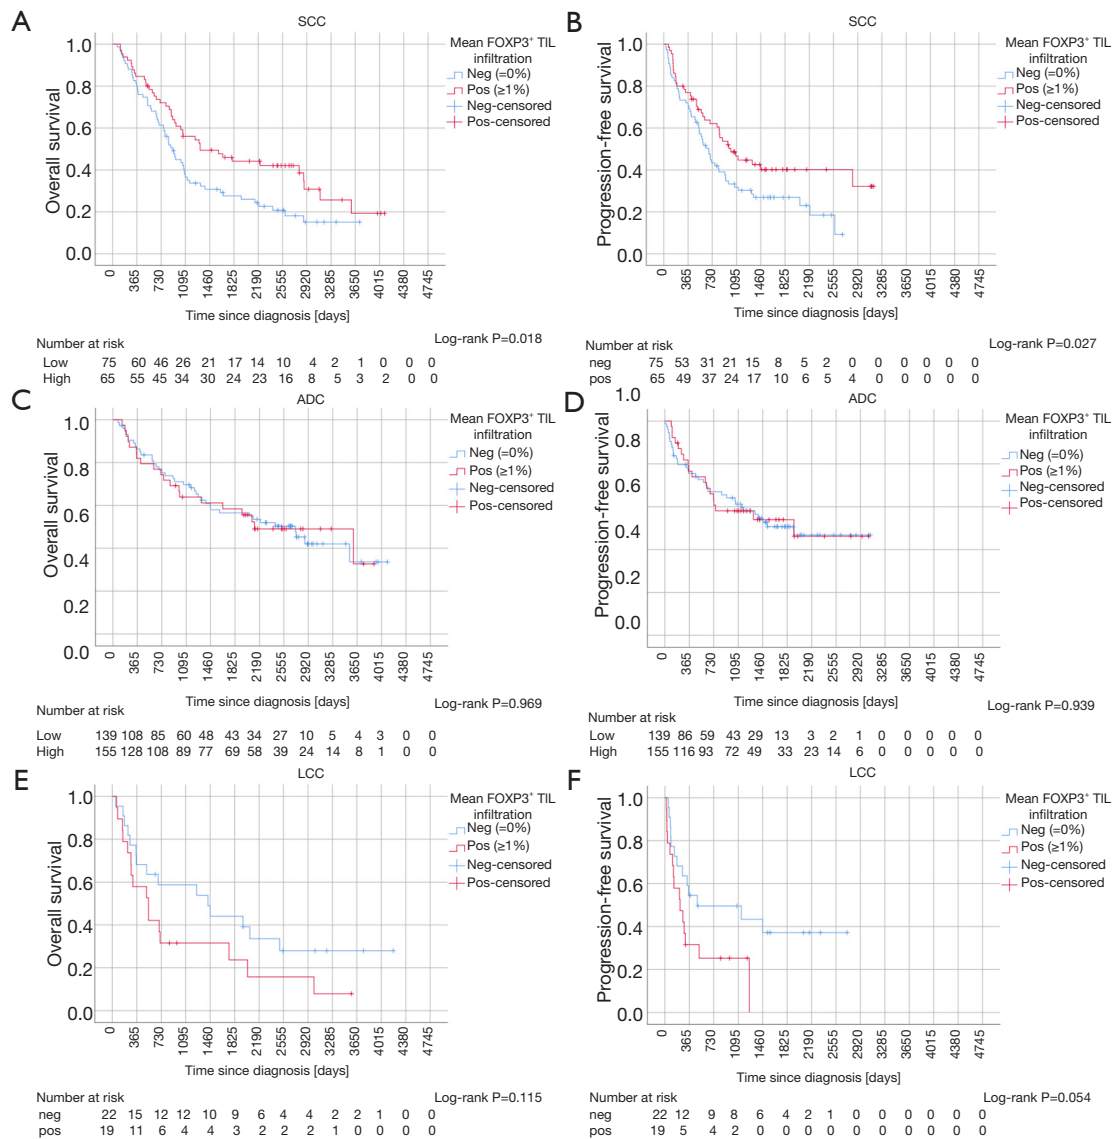 A
SCC
Overall survival
1.0
0.8
0.6
0.4
0.2
0.0
0 365 730 1095 1460 1825 2190 2555 2920 3285 3650 4015 4380 4745
Time since diagnosis [days]
Mean FOXP3+ TIL
infiltration
Neg (=0%)
Pos (≥1%)
Neg-censored
Pos-censored
Log-rank P=0.018
Number at risk
Low 75 60 46 26 21 17 14 10 4 2 1 0 0 0
High 65 55 45 34 30 24 23 16 8 5 3 2 0 0
B
SCC
Progression-free survival
1.0
0.8
0.6
0.4
0.2
0.0
0 365 730 1095 1460 1825 2190 2555 2920 3285 3650 4015 4380 4745
Time since diagnosis [days]
Mean FOXP3+ TIL
infiltration
Neg (=0%)
Pos (≥1%)
Neg-censored
Pos-censored
Log-rank P=0.027
Number at risk
neg 75 53 31 21 15 8 5 2 0 0 0 0 0 0
pos 65 49 37 24 17 10 6 5 4 0 0 0 0 0
C
ADC
Overall survival
1.0
0.8
0.6
0.4
0.2
0.0
0 365 730 1095 1460 1825 2190 2555 2920 3285 3650 4015 4380 4745
Time since diagnosis [days]
Mean FOXP3+ TIL
infiltration
Neg (=0%)
Pos (≥1%)
Neg-censored
Pos-censored
Log-rank P=0.969
Number at risk
Low 139 108 85 60 48 43 34 27 10 5 4 3 0 0
High 155 128 108 89 77 69 58 39 24 14 8 1 0 0
D
ADC
Progression-free survival
1.0
0.8
0.6
0.4
0.2
0.0
0 365 730 1095 1460 1825 2190 2555 2920 3285 3650 4015 4380 4745
Time since diagnosis [days]
Mean FOXP3+ TIL
infiltration
Neg (=0%)
Pos (≥1%)
Neg-censored
Pos-censored
Log-rank P=0.939
Number at risk
Low 139 86 59 43 29 13 3 2 1 0 0 0 0 0
High 155 116 93 72 49 33 23 14 6 0 0 0 0 0
E
LCC
Overall survival
1.0
0.8
0.6
0.4
0.2
0.0
0 365 730 1095 1460 1825 2190 2555 2920 3285 3650 4015 4380 4745
Time since diagnosis [days]
Mean FOXP3+ TIL
infiltration
Neg (=0%)
Pos (≥1%)
Neg-censored
Pos-censored
Log-rank P=0.115
Number at risk
neg 22 15 12 12 10 9 6 4 4 2 2 1 0 0
pos 19 11 6 4 4 3 2 2 2 1 0 0 0 0
F
LCC
Progression-free survival
1.0
0.8
0.6
0.4
0.2
0.0
0 365 730 1095 1460 1825 2190 2555 2920 3285 3650 4015 4380 4745
Time since diagnosis [days]
Mean FOXP3+ TIL
infiltration
Neg (=0%)
Pos (≥1%)
Neg-censored
Pos-censored
Log-rank P=0.054
Number at risk
neg 22 12 9 8 6 4 2 1 0 0 0 0 0 0
pos 19 5 4 2 0 0 0 0 0 0 0 0 0 0